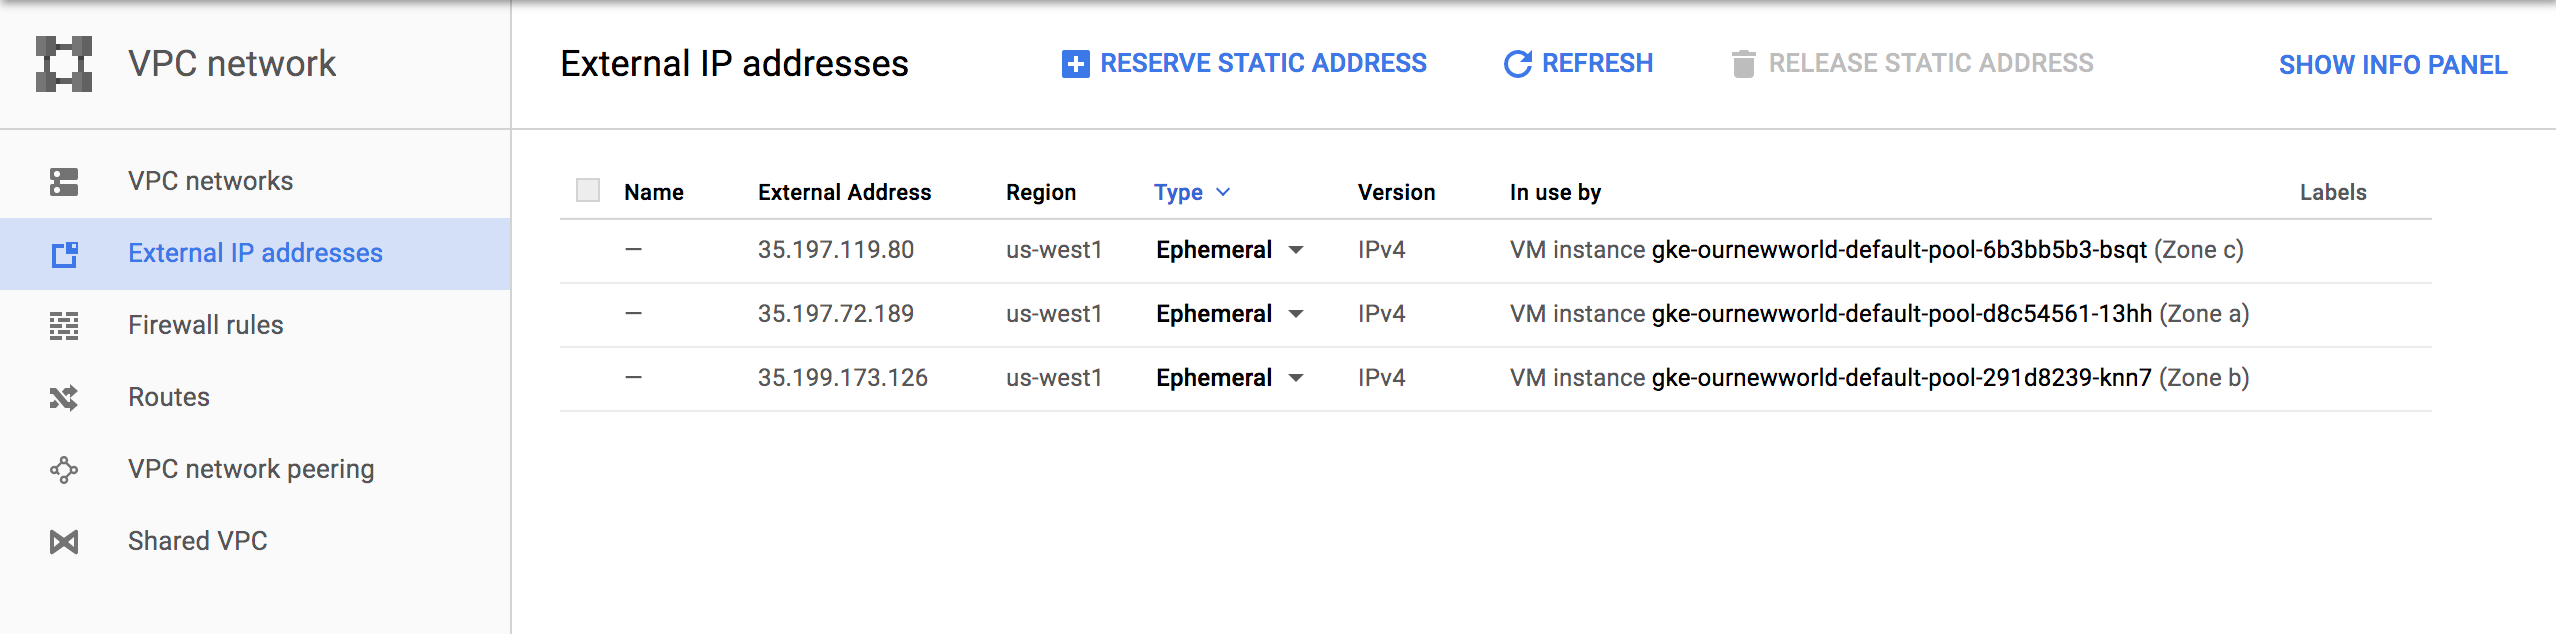 VPC network
External IP addresses
RESERVE STATIC ADDRESS
REFRESH
RELEASE STATIC ADDRESS
SHOW INFO PANEL
VPC networks
External IP addresses
Firewall rules
Routes
VPC network peering
Shared VPC
Name External Address Region Type Version In use by Labels
— 35.197.119.80 us-west1 Ephemeral IPv4 VM instance gke-ournewworld-default-pool-6b3bb5b3-bsqt (Zone c)
— 35.197.72.189 us-west1 Ephemeral IPv4 VM instance gke-ournewworld-default-pool-d8c54561-13hh (Zone a)
— 35.199.173.126 us-west1 Ephemeral IPv4 VM instance gke-ournewworld-default-pool-291d8239-knn7 (Zone b)